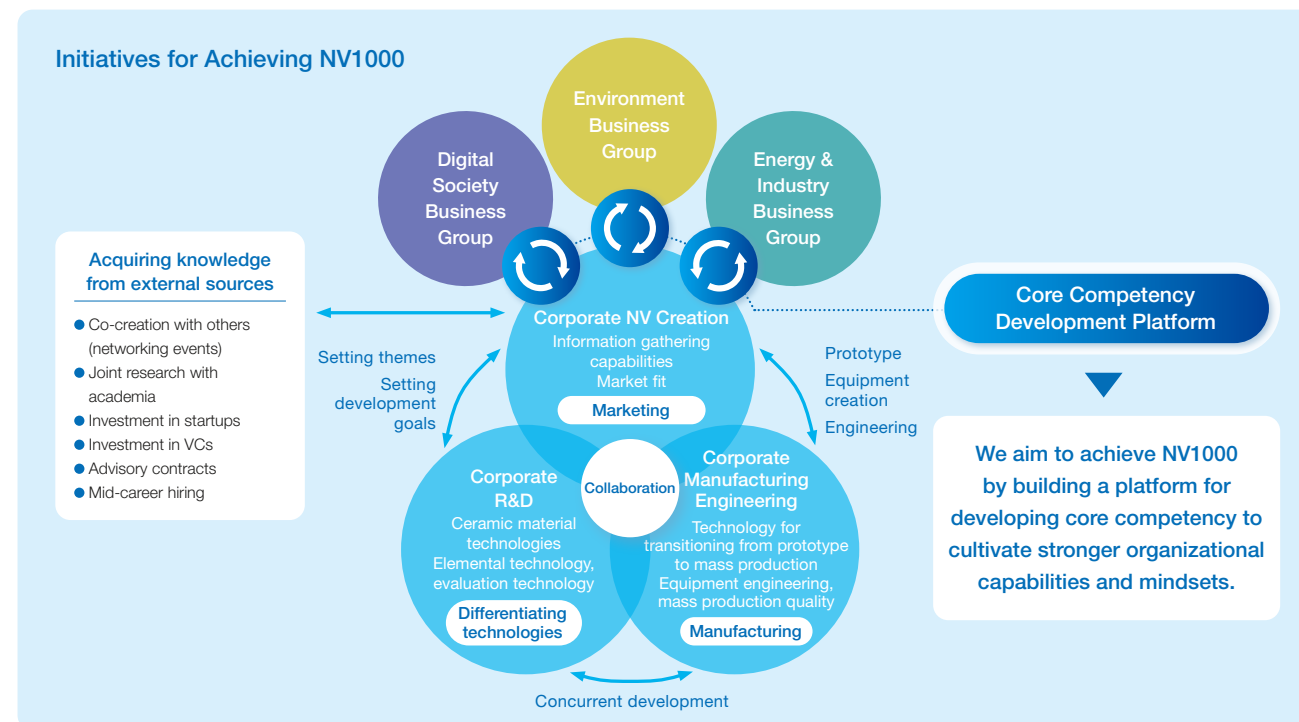 Initiatives for Achieving NV1000
Environment
Business
Group
Digital
Society
Business
Group
Energy &
Industry
Business
Group
Acquiring knowledge
from external sources
● Co-creation with others
(networking events)
● Joint research with
academia
● Investment in startups
● Investment in VCs
● Advisory contracts
● Mid-career hiring
Setting themes
Setting
development
goals
Corporate NV Creation
Information gathering
capabilities
Market fit
Marketing
Prototype
Equipment
creation
Engineering
Core Competency
Development Platform
We aim to achieve NV1000
by building a platform for
developing core competency to
cultivate stronger organizational
capabilities and mindsets.
Collaboration
Corporate
R&D
Ceramic material
technologies
Elemental technology,
evaluation technology
Differentiating
technologies
Corporate
Manufacturing
Engineering
Technology for
transitioning from prototype
to mass production
Equipment engineering,
mass production quality
Manufacturing
Concurrent development